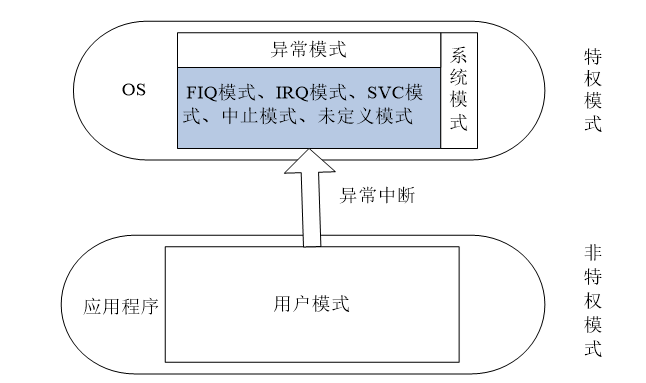 异常模式
OS
FIQ模式、IRQ模式、SVC模
式、中止模式、未定义模式
系统模式
特权模式
异常中断
应用程序
用户模式
非特权模式